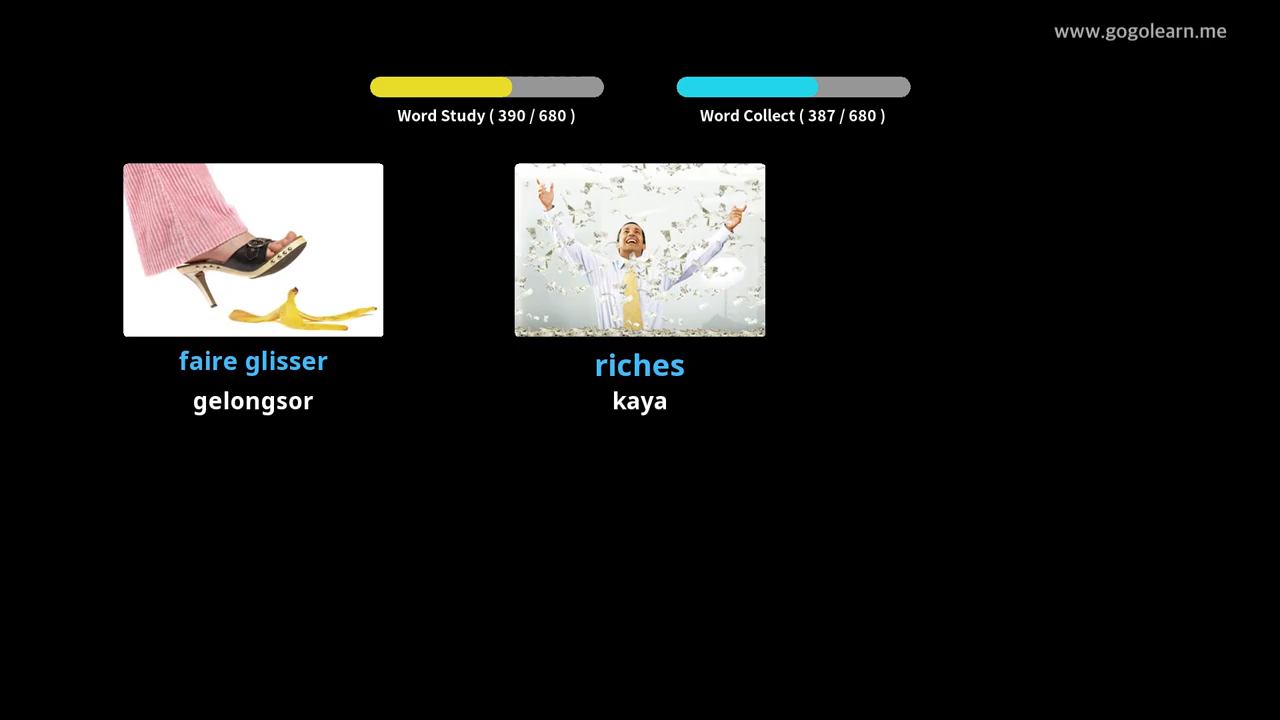 www.gogolearn.me
Word Study ( 390 / 680 )
Word Collect ( 387 / 680 )
faire glisser
gelongsor
riches
kaya